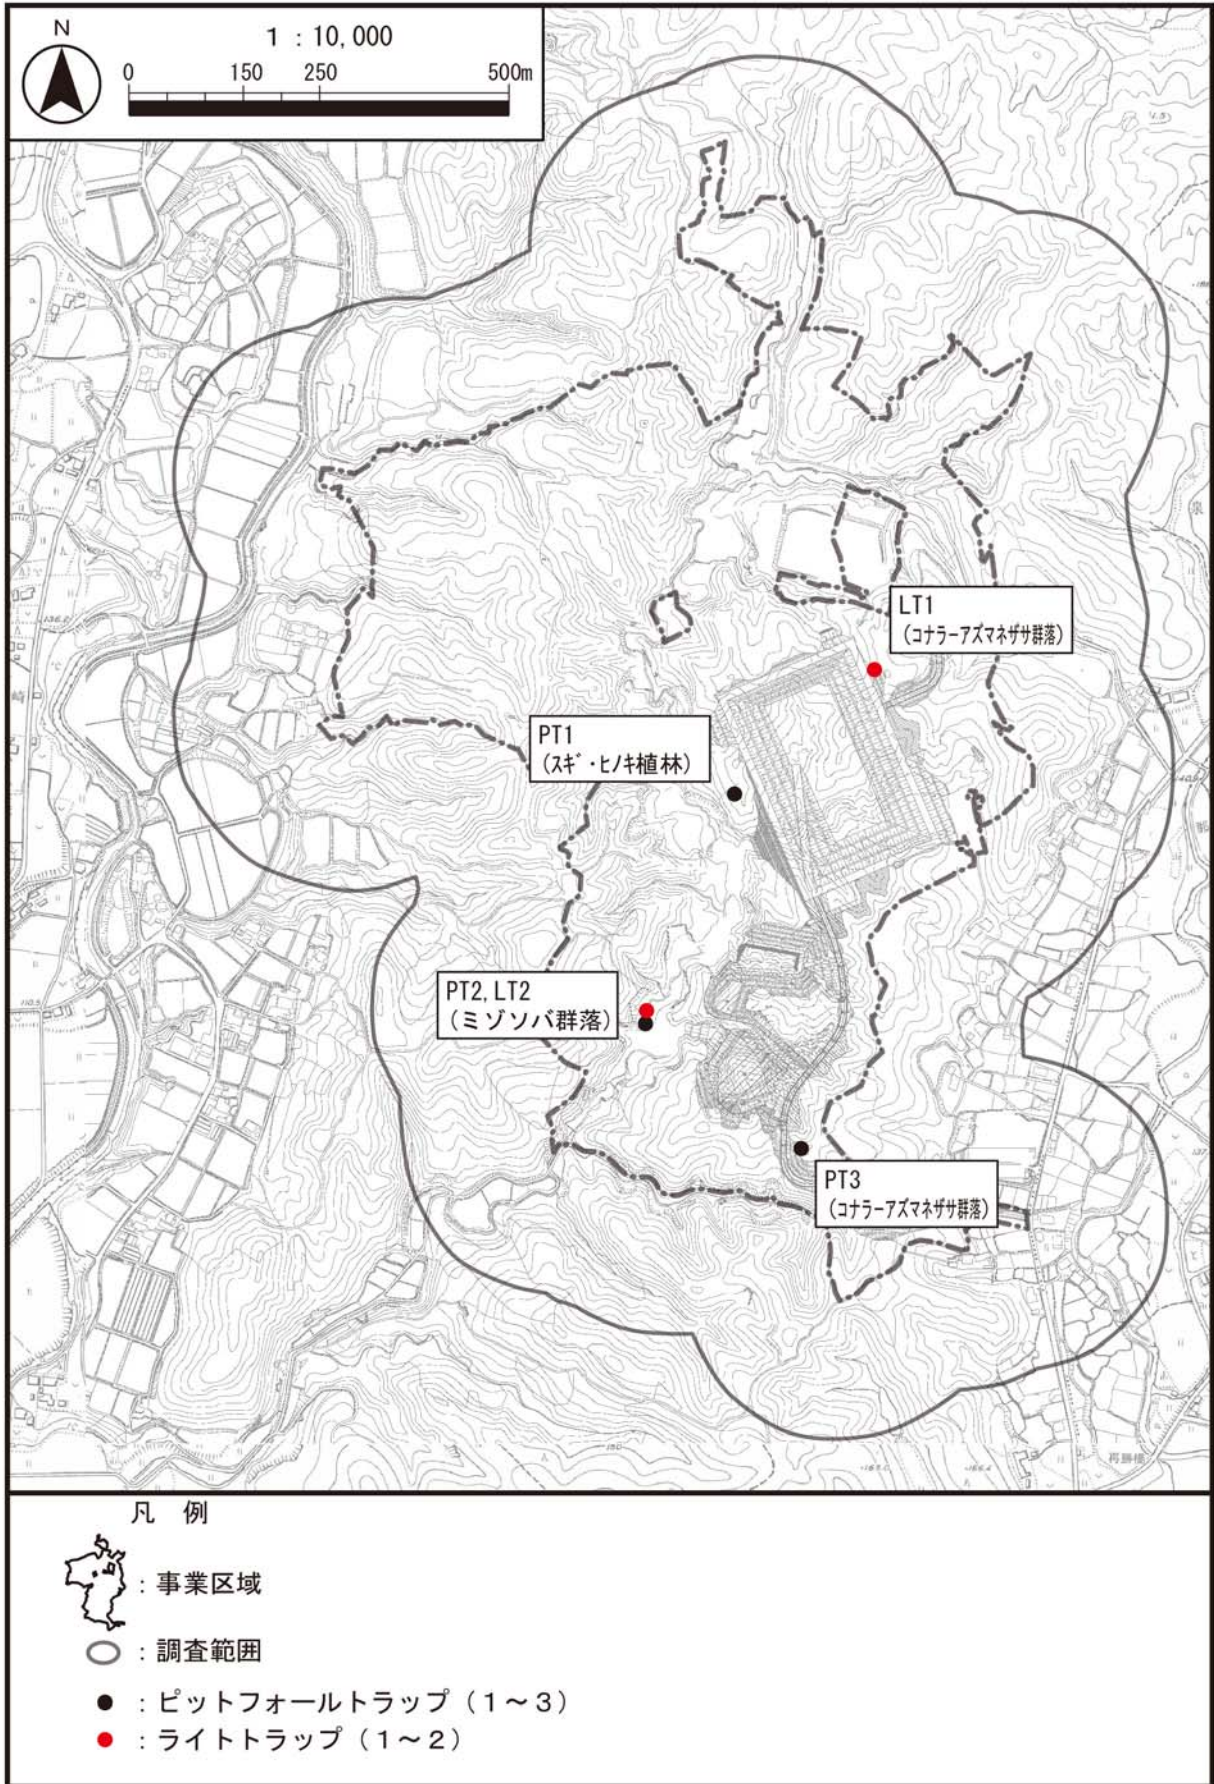 N
1 : 10,000
0 150 250 500m
LT1
(コナラーアズマネザサ群落)
PT1
(スギ・ヒノキ植林)
PT2, LT2
(ミゾソバ群落)
PT3
(コナラーアズマネザサ群落)
凡 例
：事業区域
：調査範囲
：ピットフォールトラップ（1～3）
：ライトトラップ（1～2）